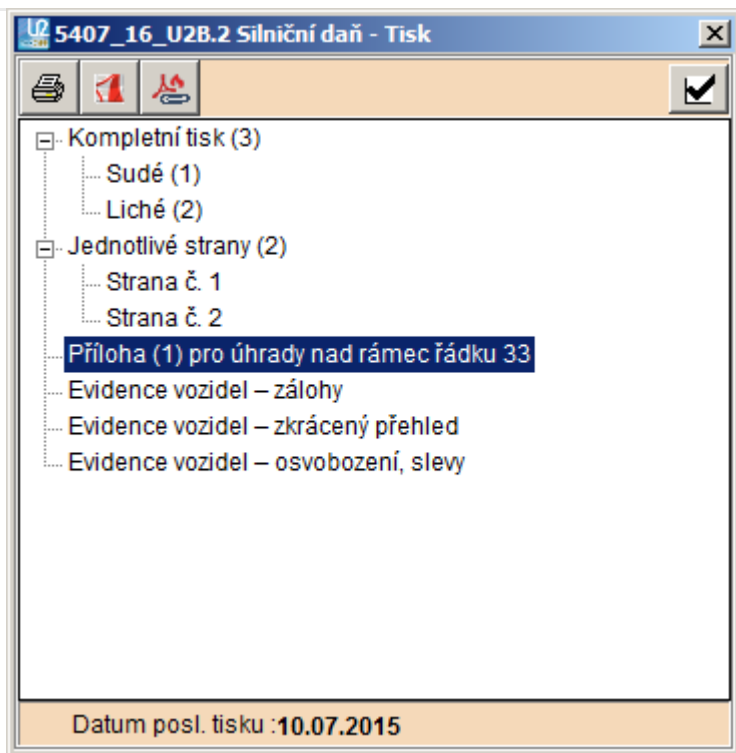 5407_16_U2B.2 Silniční daň - Tisk
Kompletní tisk (3)
Sudé (1)
Liché (2)
Jednotlivé strany (2)
Strana č. 1
Strana č. 2
Příloha (1) pro úhrady nad rámec řádku 33
Evidence vozidel – zálohy
Evidence vozidel – zkrácený přehled
Evidence vozidel – osvobození, slevy
Datum posl. tisku :10.07.2015